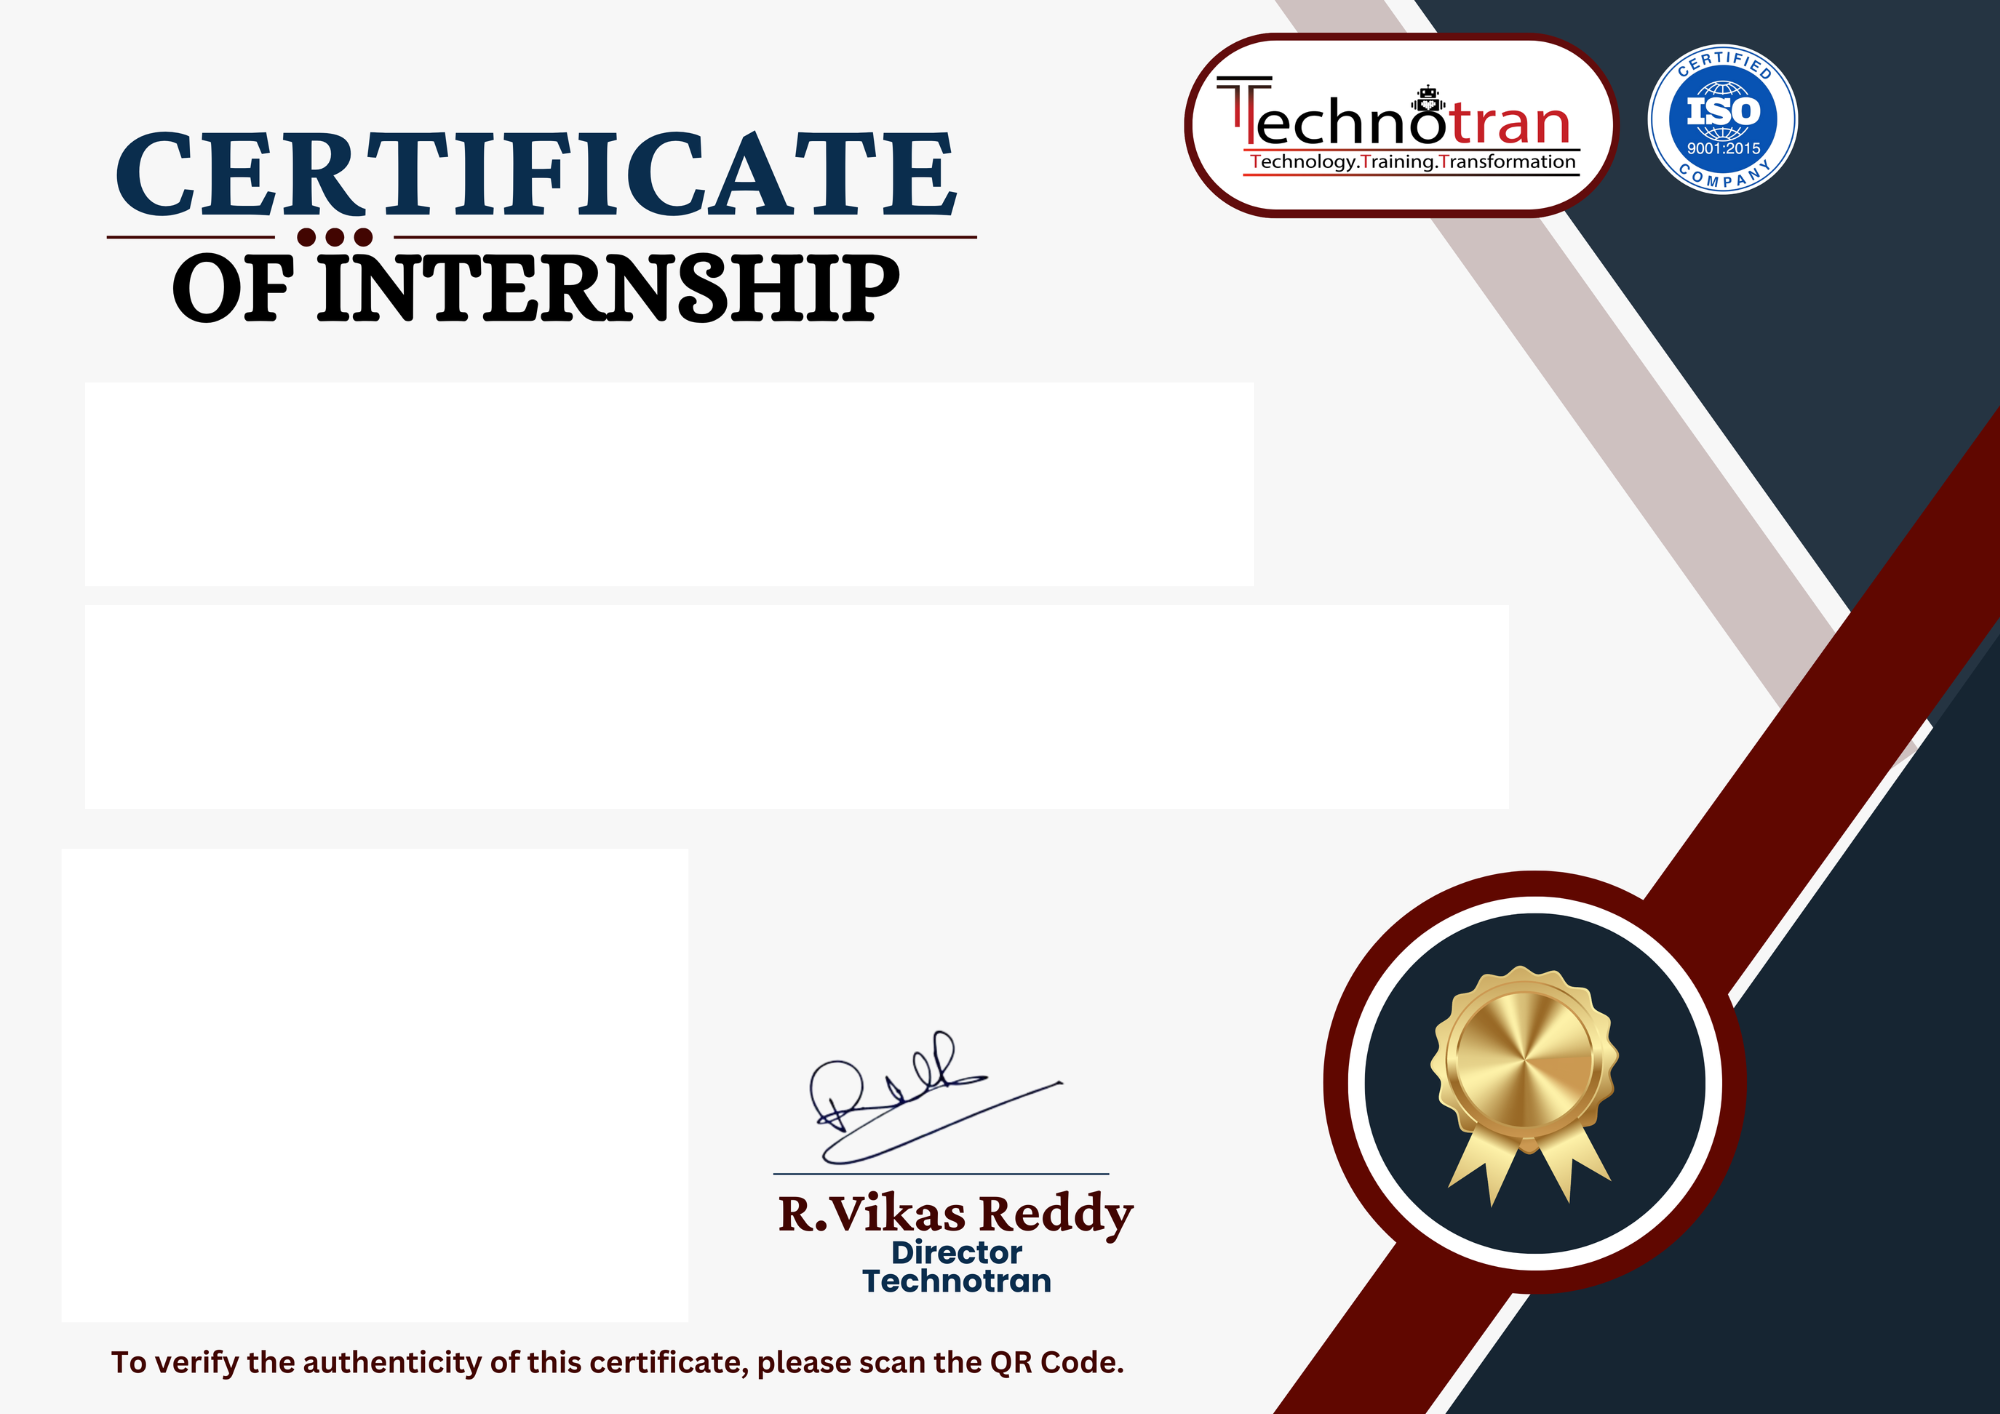 Technotran
Technology.Training.Transformation
CERTIFIED
ISO
9001:2015
COMPANY
CERTIFICATE
OF INTERNSHIP
R.Vikas Reddy
Director
Technotran
To verify the authenticity of this certificate, please scan the QR Code.